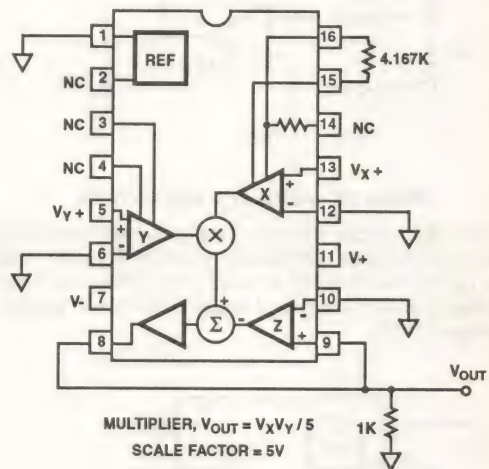 1
REF
16
4.167K
NC
2
15
NC
3
14
NC
NC
4
X
+
-
13
VX+
VY+
5
+
-
Y
X
12
6
11
V+
V-
7
+
Σ
-
Z
-
+
10
8
9
VOUT
MULTIPLIER, VOUT = VXVY / 5
SCALE FACTOR = 5V
1K